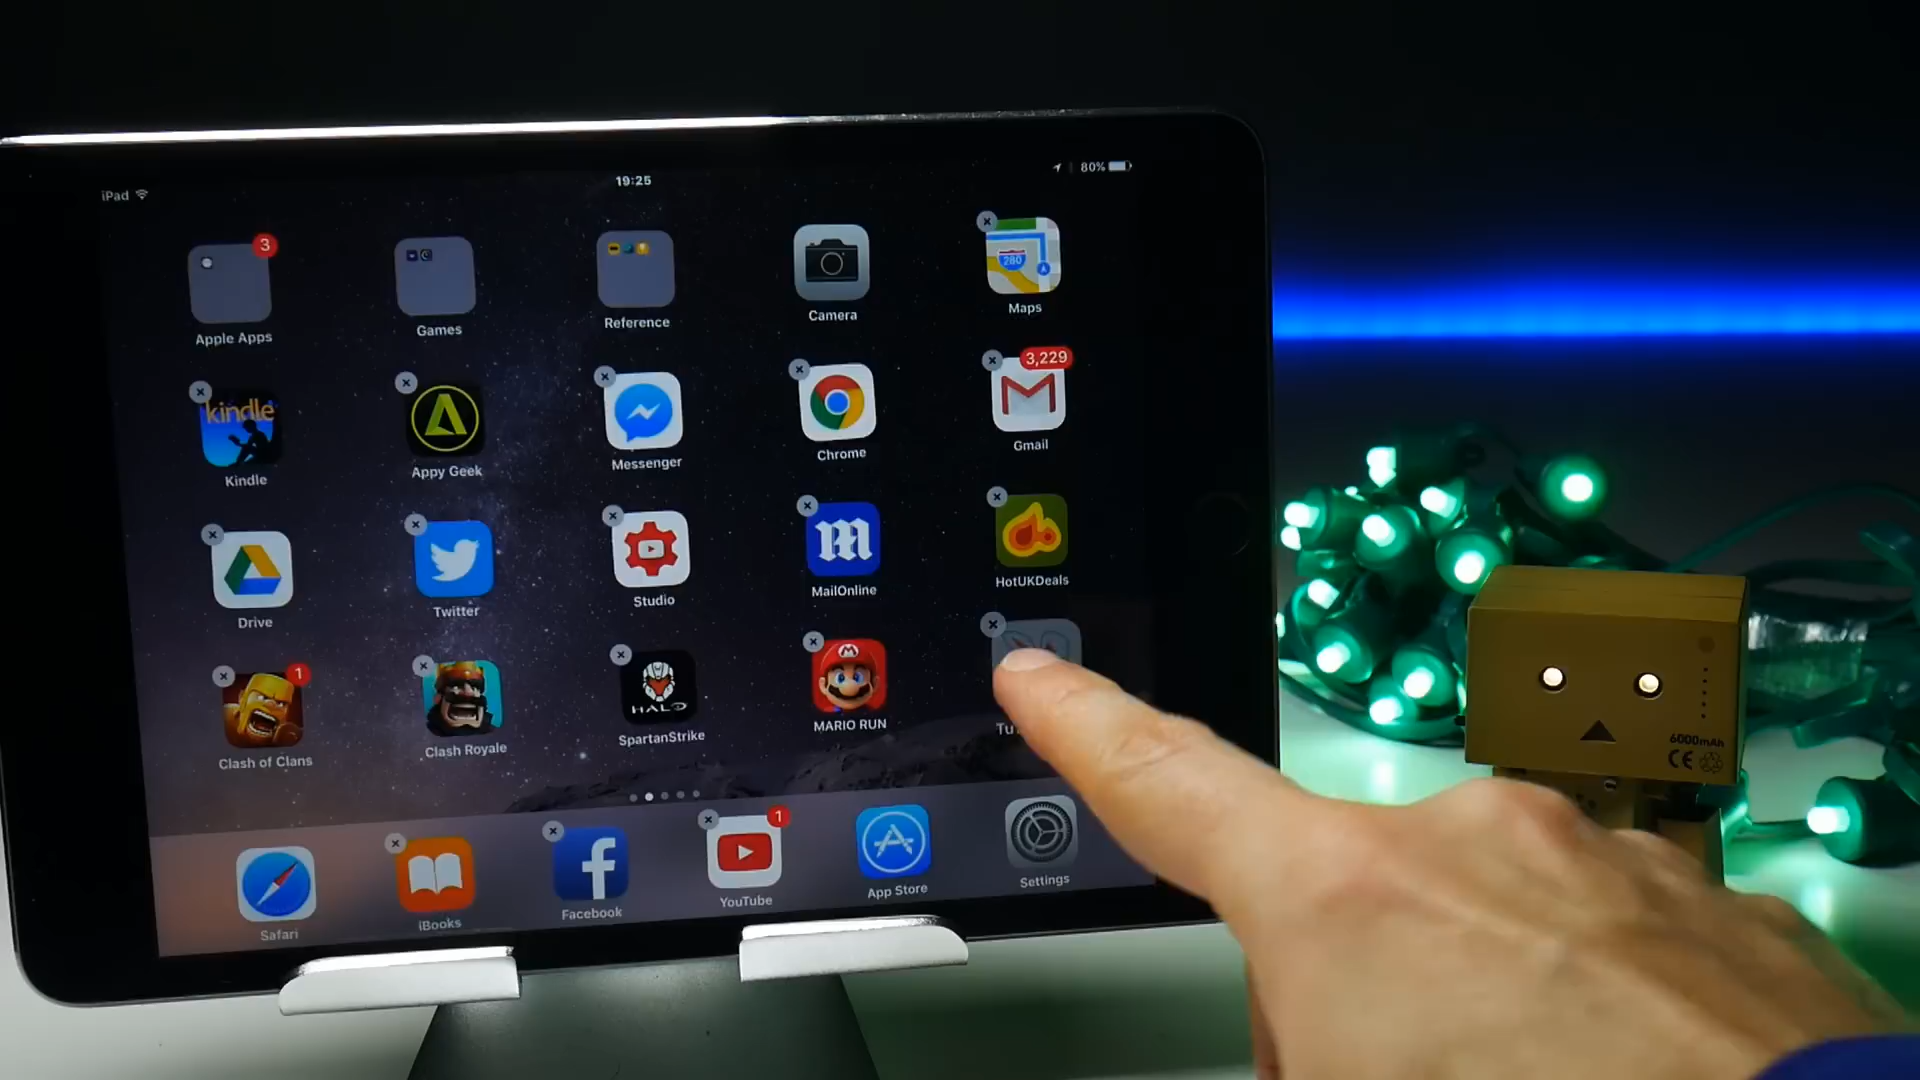 iPad
19:25
80%
3
Apple Apps
Games
Reference
Camera
280
Maps
kindle
Kindle
Appy Geek
Messenger
Chrome
3,229
Gmail
Drive
Twitter
Studio
m
MailOnline
HotUKDeals
1
Clash of Clans
Clash Royale
HALO
SpartanStrike
M
MARIO RUN
Safari
iBooks
f
Facebook
1
YouTube
App Store
Settings
6000mAh
CE